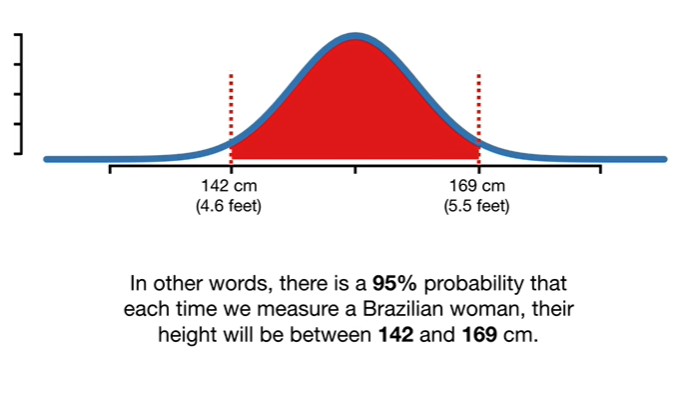 142 cm
(4.6 feet)
169 cm
(5.5 feet)
In other words, there is a 95% probability that
each time we measure a Brazilian woman, their
height will be between 142 and 169 cm.